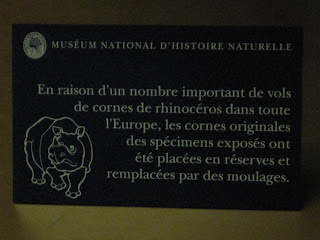 MUSÉUM NATIONAL D'HISTOIRE NATURELLE
En raison d'un nombre important de vols
de cornes de rhinocéros dans toute
l'Europe, les cornes originales
des spécimens exposés ont
été placées en réserves et
remplacées par des moulages.